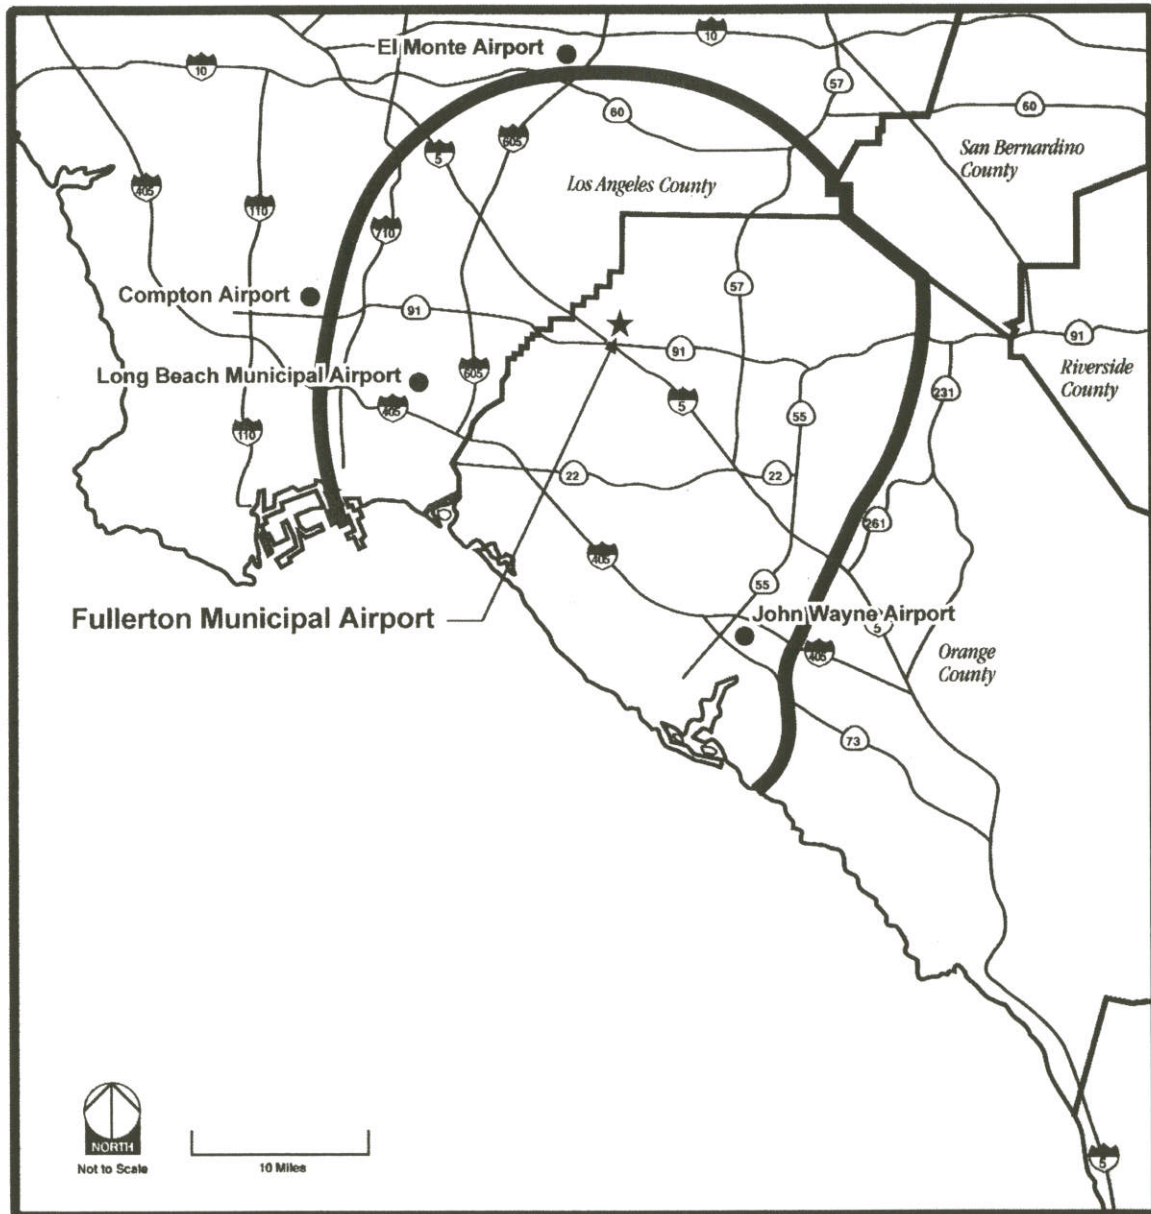 10
El Monte Airport
10
57
60
60
San Bernardino
County
605
5
Los Angeles County
405
110
710
57
Compton Airport
91
91
91
Riverside
County
Long Beach Municipal Airport
605
231
405
5
55
110
22
22
261
405
55
Fullerton Municipal Airport
John Wayne Airport
5
405
Orange
County
73
NORTH
Not to Scale
10 Miles
5